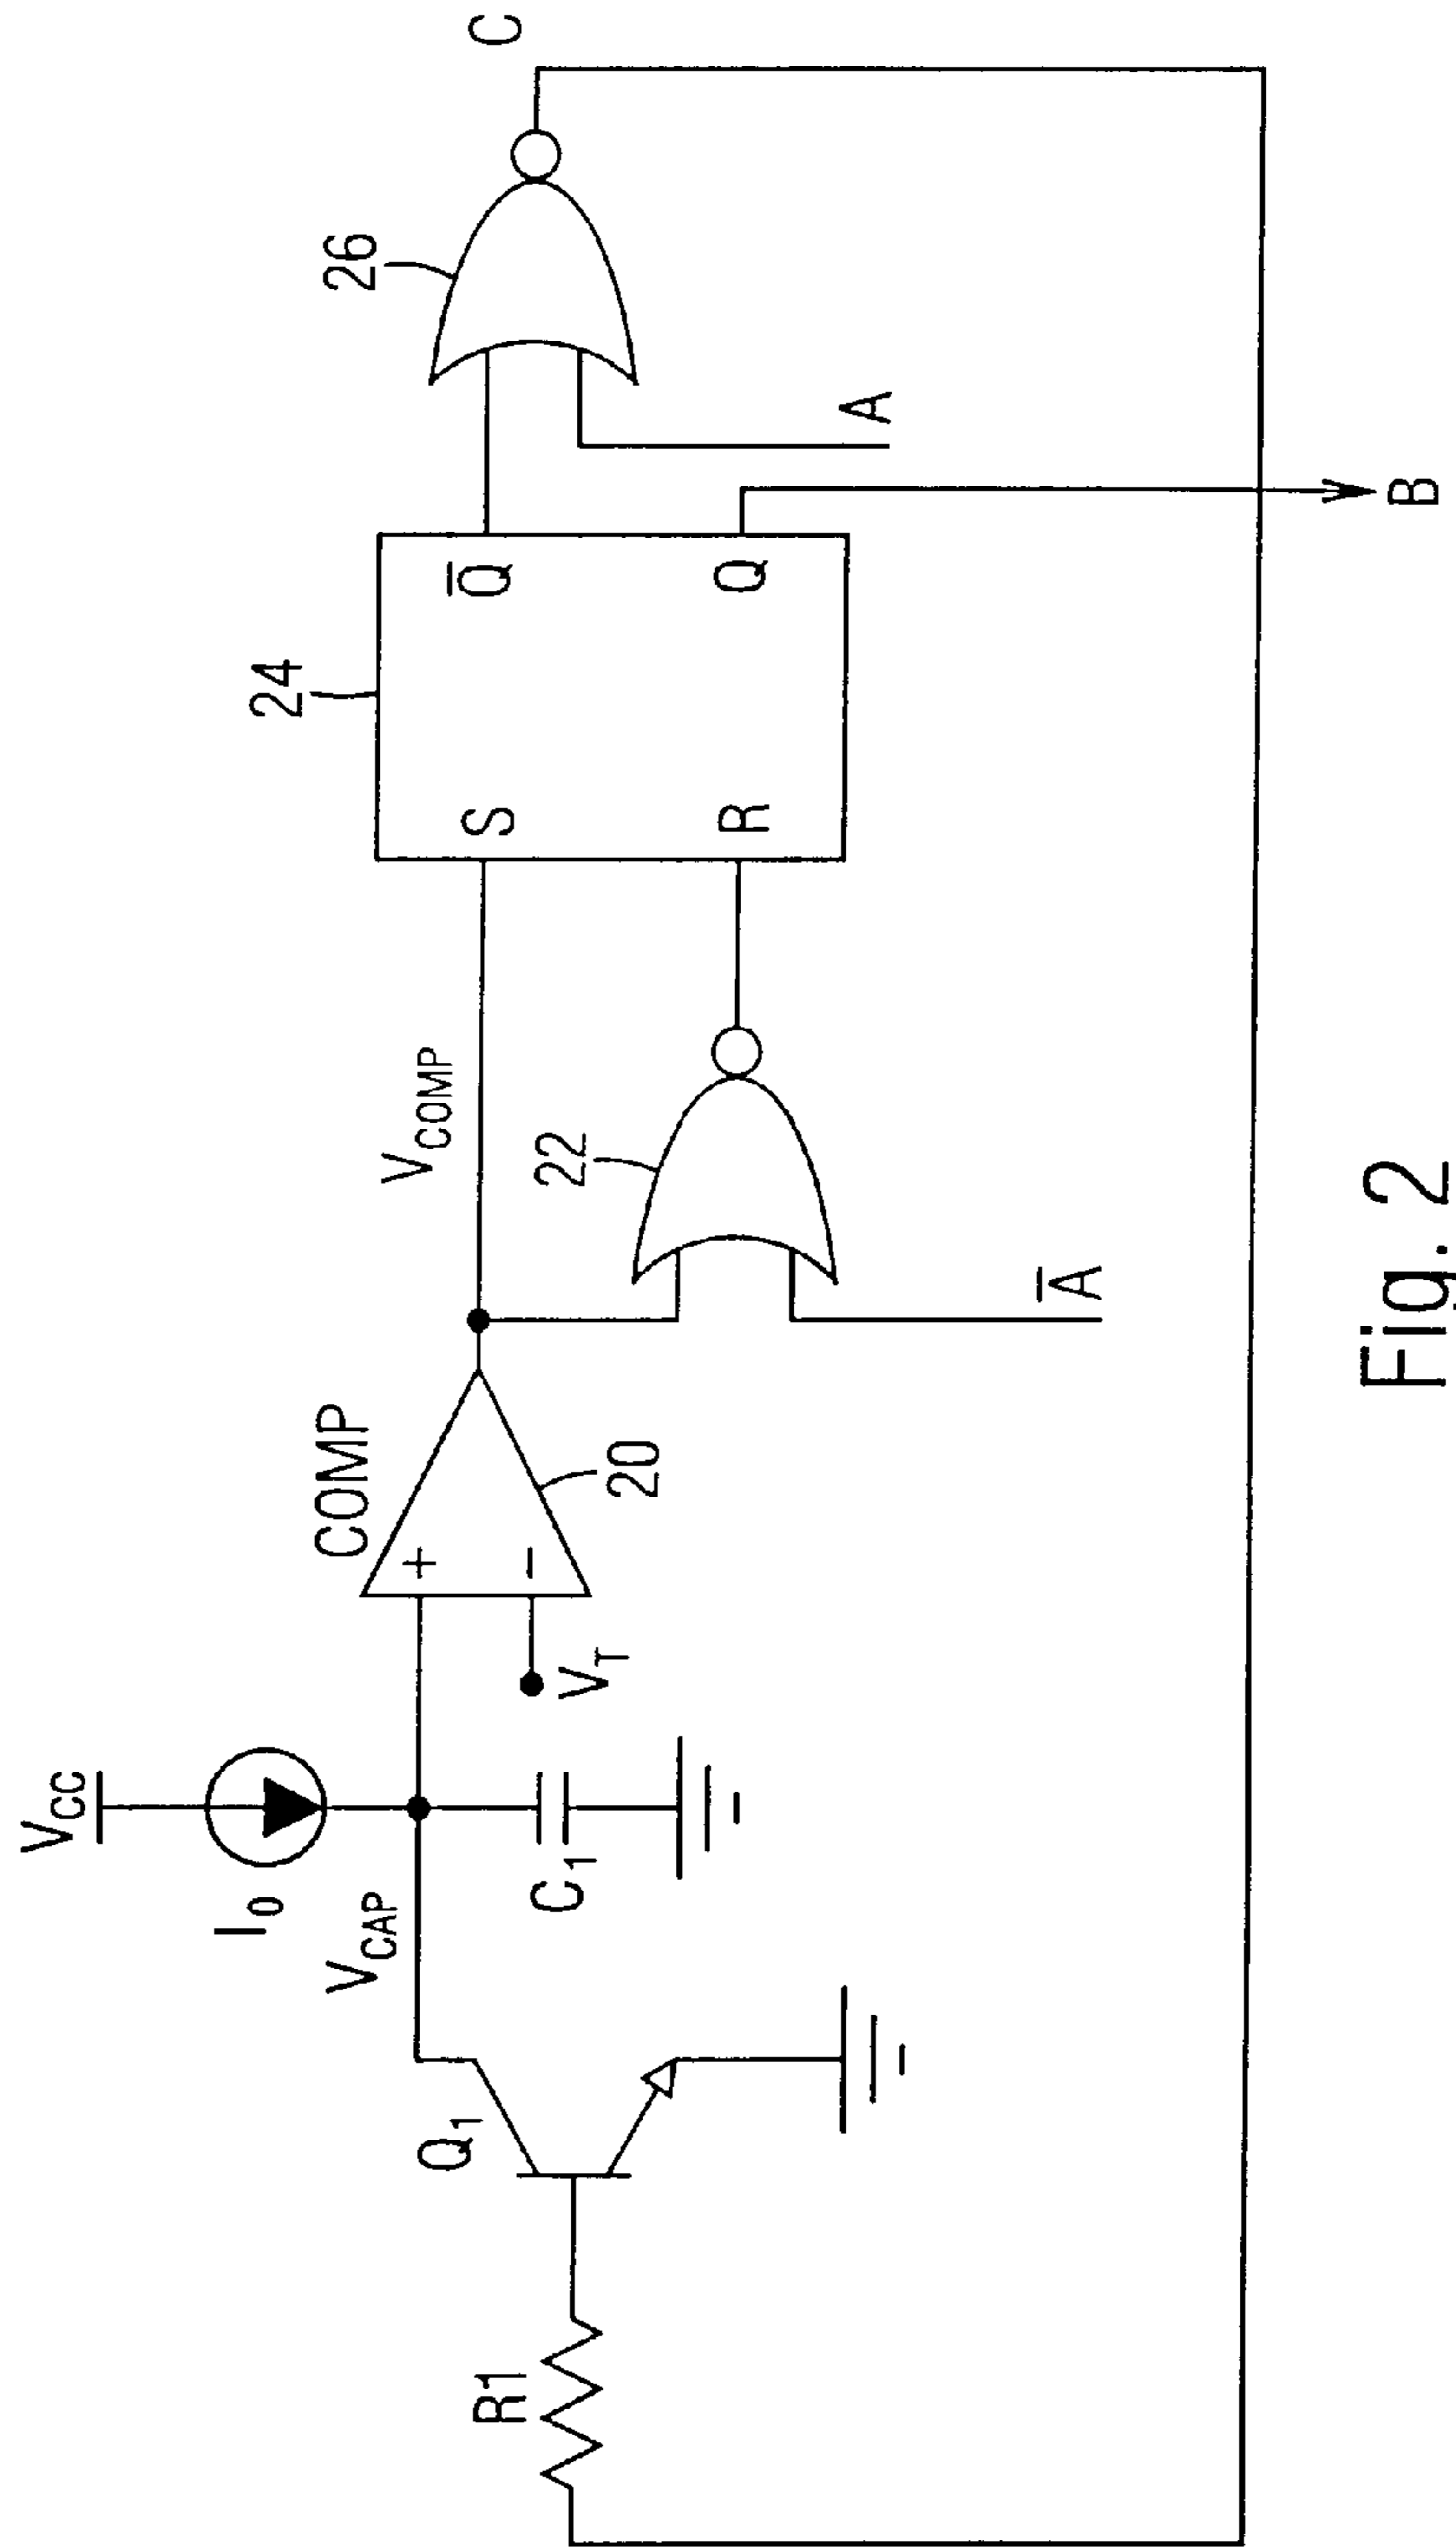 V_CC
I_0
V_CAP
Q_1
R1
C_1
V_T
COMP
+
−
20
V_COMP
22
A̅
24
S
R
Q̅
Q
26
A
C
B
Fig. 2